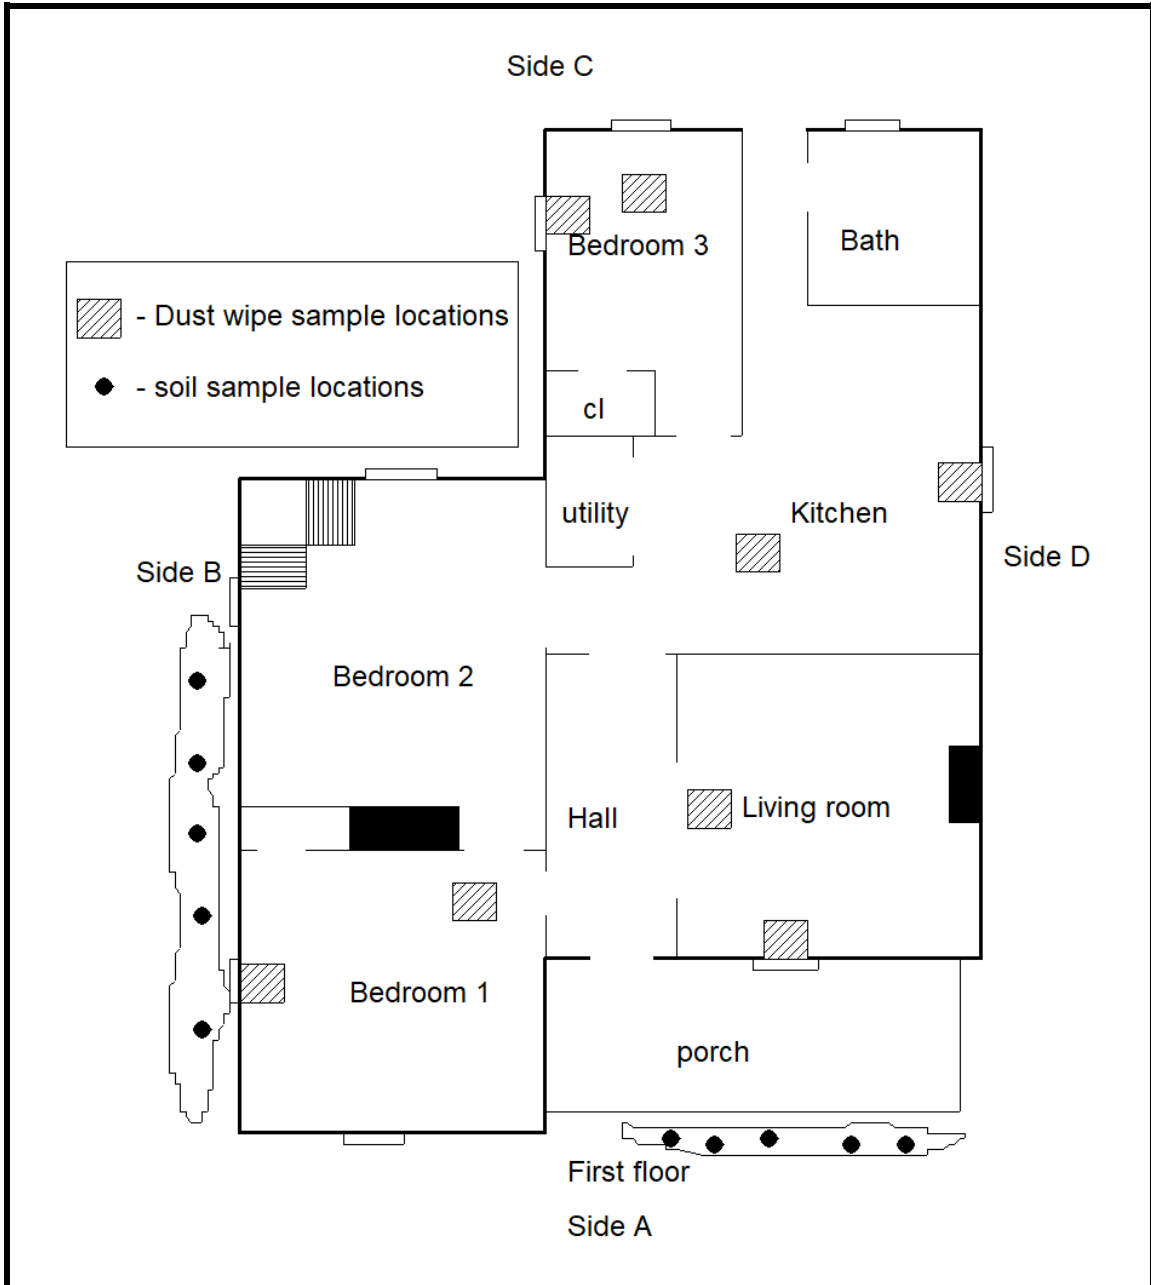 Side C
Bedroom 3
Bath
- Dust wipe sample locations
- soil sample locations
cl
utility
Kitchen
Side B
Side D
Bedroom 2
Hall
Living room
Bedroom 1
porch
First floor
Side A